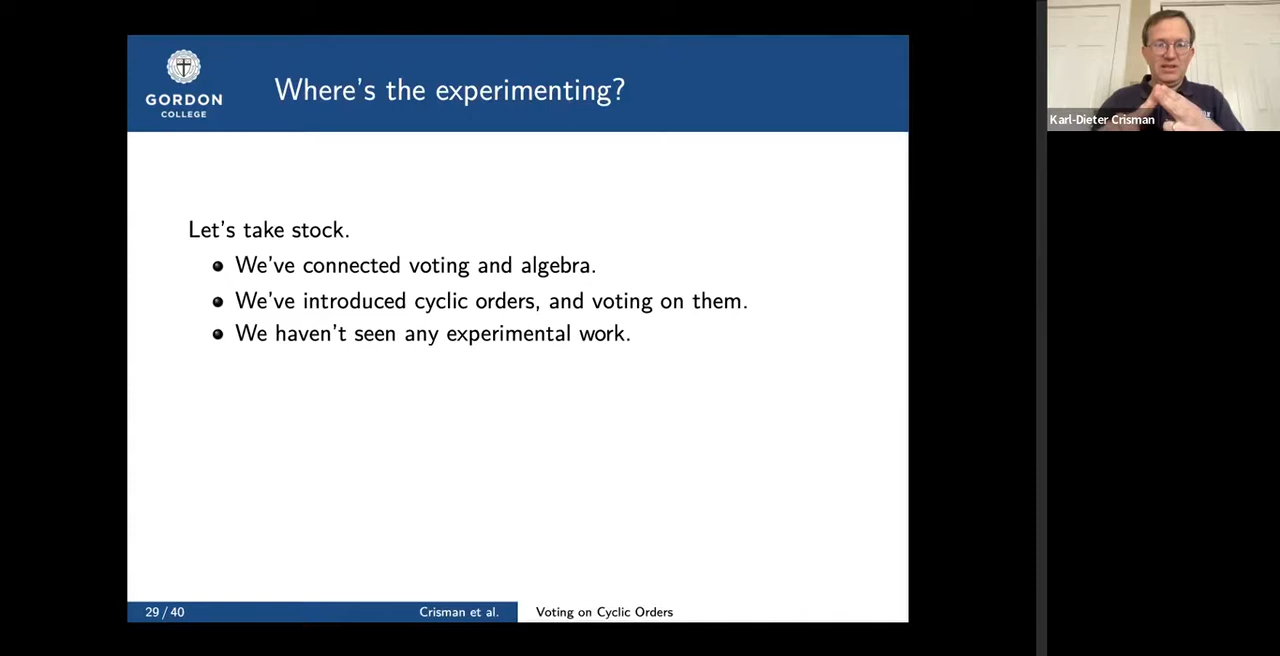 GORDON
COLLEGE
Where's the experimenting?
Karl-Dieter Crisman
Let's take stock.
We've connected voting and algebra.
We've introduced cyclic orders, and voting on them.
We haven't seen any experimental work.
29 / 40
Crisman et al.
Voting on Cyclic Orders